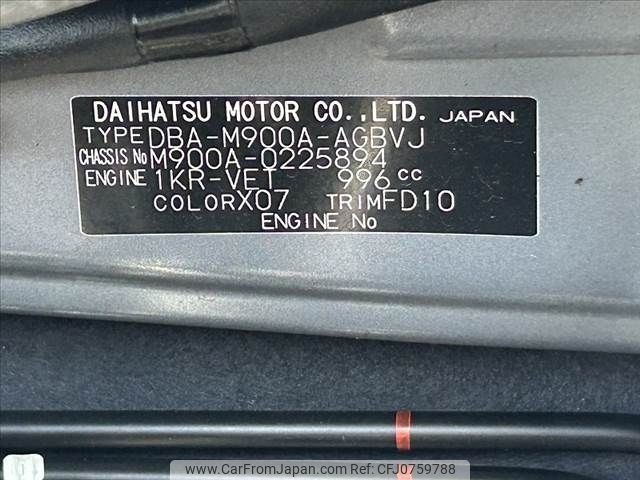 DAIHATSU MOTOR CO.,LTD. JAPAN
TYPE DBA-M900A-AGBVJ
CHASSIS No M900A-0225894
ENGINE 1KR-VET 996 cc
COLOR X07 TRIM FD10
ENGINE No
www.CarFromJapan.com | Ref No. CFJ0759788